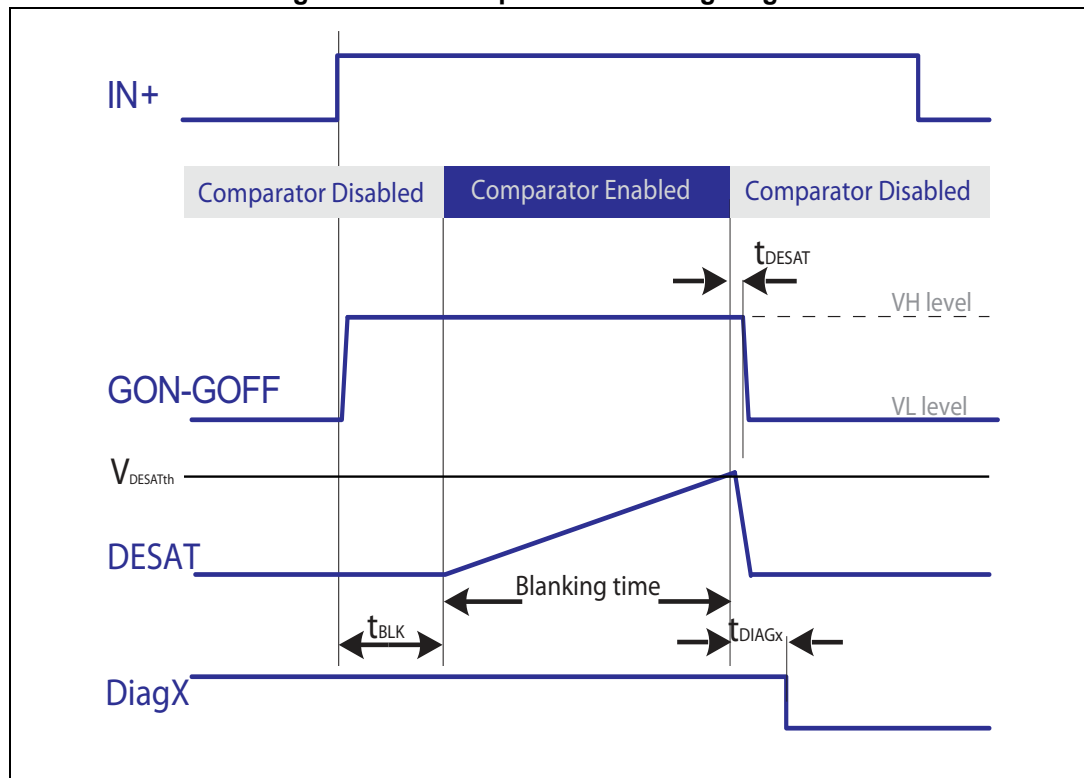 IN+
Comparator Disabled
Comparator Enabled
Comparator Disabled
tDESAT
VH level
GON-GOFF
VL level
VDESATth
DESAT
Blanking time
tBLK
tDIAGx
DiagX